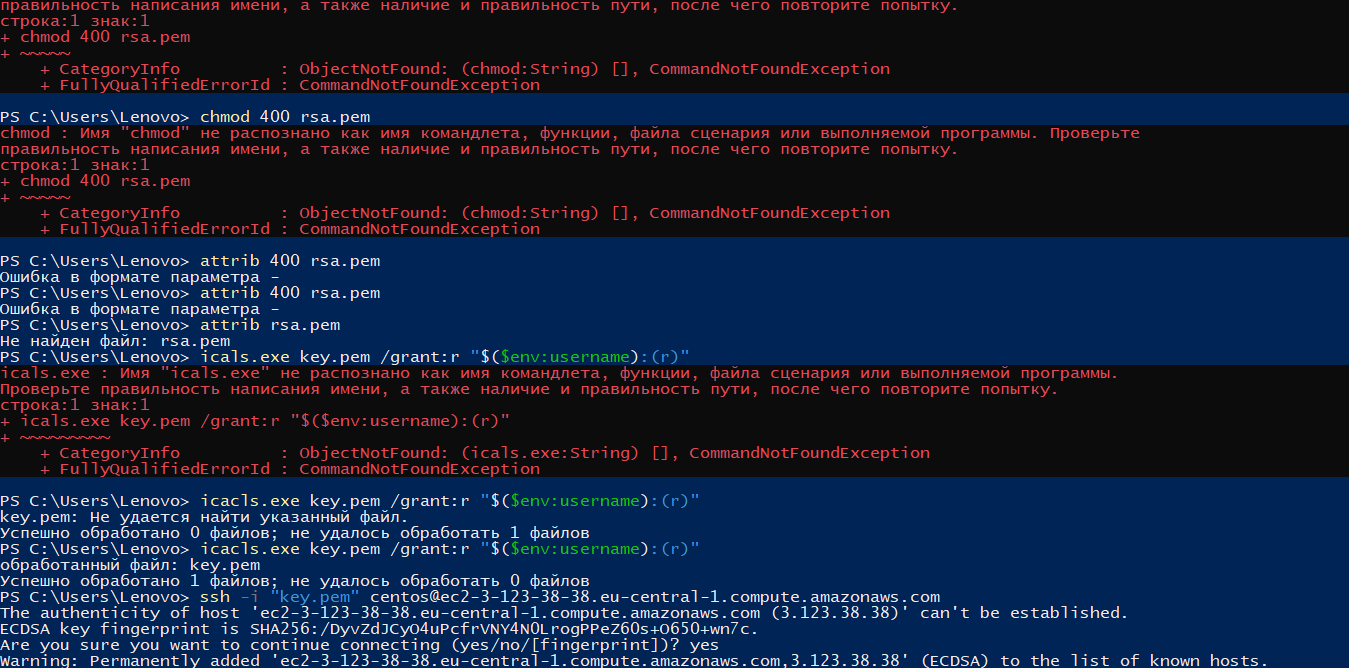 правильность написания имени, а также наличие и правильность пути, после чего повторите попытку.
строка:1 знак:1
+ chmod 400 rsa.pem
+ ~~~~~
    + CategoryInfo          : ObjectNotFound: (chmod:String) [], CommandNotFoundException
    + FullyQualifiedErrorId : CommandNotFoundException
PS C:\Users\Lenovo> chmod 400 rsa.pem
chmod : Имя "chmod" не распознано как имя командлета, функции, файла сценария или выполняемой программы. Проверьте
правильность написания имени, а также наличие и правильность пути, после чего повторите попытку.
строка:1 знак:1
+ chmod 400 rsa.pem
+ ~~~~~
    + CategoryInfo          : ObjectNotFound: (chmod:String) [], CommandNotFoundException
    + FullyQualifiedErrorId : CommandNotFoundException
PS C:\Users\Lenovo> attrib 400 rsa.pem
Ошибка в формате параметра -
PS C:\Users\Lenovo> attrib 400 rsa.pem
Ошибка в формате параметра -
PS C:\Users\Lenovo> attrib rsa.pem
Не найден файл: rsa.pem
PS C:\Users\Lenovo> icals.exe key.pem /grant:r "$($env:username):(r)"
icals.exe : Имя "icals.exe" не распознано как имя командлета, функции, файла сценария или выполняемой программы.
Проверьте правильность написания имени, а также наличие и правильность пути, после чего повторите попытку.
строка:1 знак:1
+ icals.exe key.pem /grant:r "$($env:username):(r)"
+ ~~~~~~~~~
    + CategoryInfo          : ObjectNotFound: (icals.exe:String) [], CommandNotFoundException
    + FullyQualifiedErrorId : CommandNotFoundException
PS C:\Users\Lenovo> icacls.exe key.pem /grant:r "$($env:username):(r)"
key.pem: Не удается найти указанный файл.
Успешно обработано 0 файлов; не удалось обработать 1 файлов
PS C:\Users\Lenovo> icacls.exe key.pem /grant:r "$($env:username):(r)"
обработанный файл: key.pem
Успешно обработано 1 файлов; не удалось обработать 0 файлов
PS C:\Users\Lenovo> ssh -i "key.pem" centos@ec2-3-123-38-38.eu-central-1.compute.amazonaws.com
The authenticity of host 'ec2-3-123-38-38.eu-central-1.compute.amazonaws.com (3.123.38.38)' can't be established.
ECDSA key fingerprint is SHA256:/DyvZdJCyO4uPcfrVNY4N0LrogPPeZ60s+O650+wn7c.
Are you sure you want to continue connecting (yes/no/[fingerprint])? yes
Warning: Permanently added 'ec2-3-123-38-38.eu-central-1.compute.amazonaws.com,3.123.38.38' (ECDSA) to the list of known hosts.